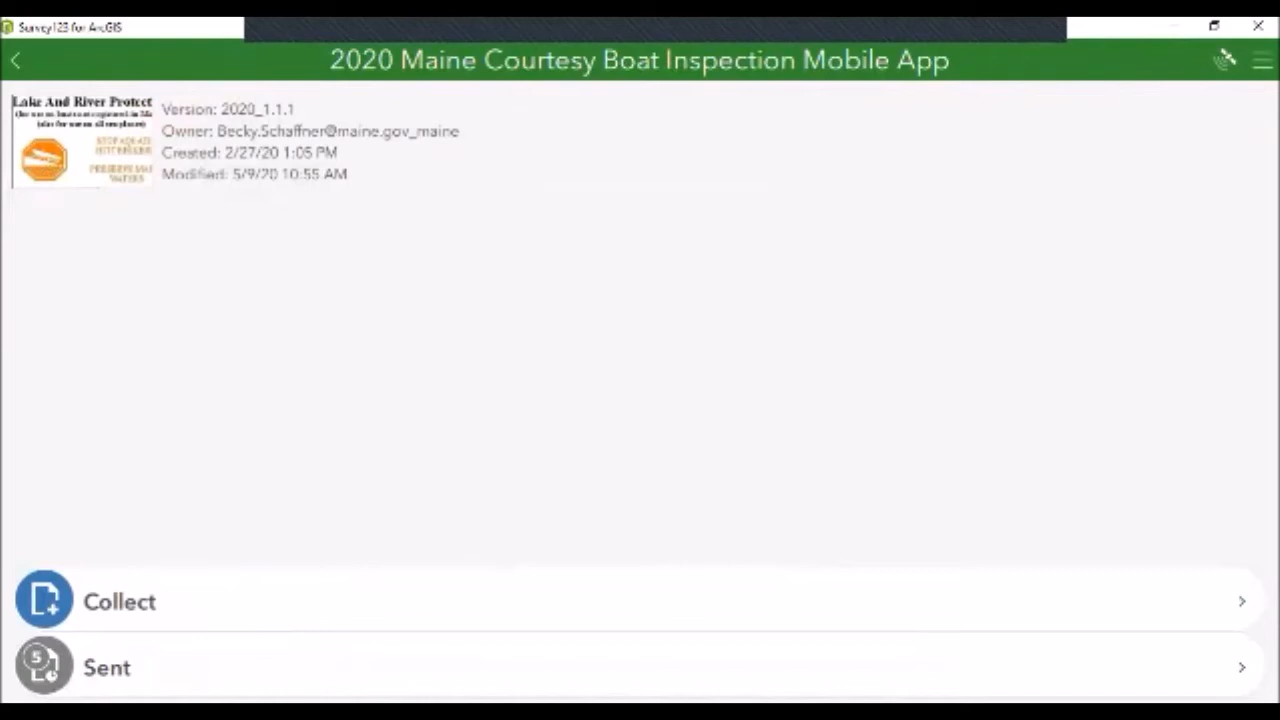 Survey123 for ArcGIS
2020 Maine Courtesy Boat Inspection Mobile App
Lake And River Protect
Version: 2020_1.1.1
Owner: Becky.Schaffner@maine.gov_maine
Created: 2/27/20 1:05 PM
Modified: 5/9/20 10:55 AM
Collect
5
Sent